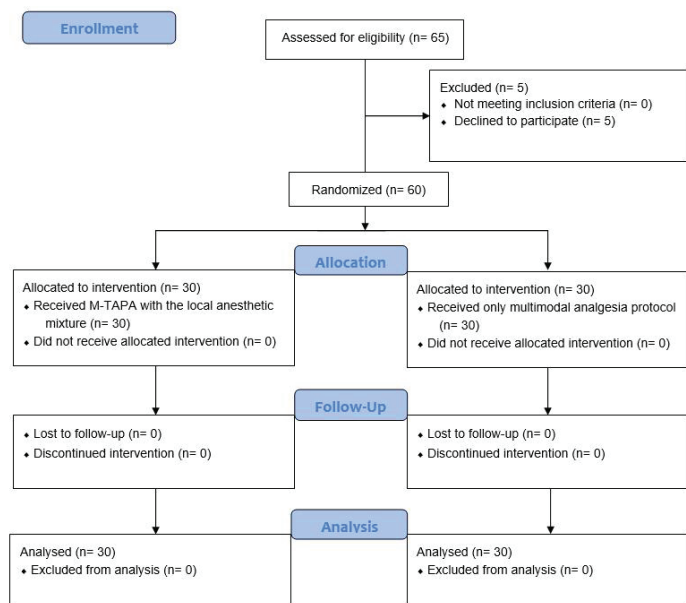 Enrollment
Assessed for eligibility (n= 65)
Excluded (n= 5)
⬥ Not meeting inclusion criteria (n= 0)
⬥ Declined to participate (n= 5)
Randomized (n= 60)
Allocation
Allocated to intervention (n= 30)
⬥ Received M-TAPA with the local anesthetic
mixture (n= 30)
⬥ Did not receive allocated intervention (n= 0)
Allocated to intervention (n= 30)
⬥ Received only multimodal analgesia protocol
(n= 30)
⬥ Did not receive allocated intervention (n= 0)
Follow-Up
⬥ Lost to follow-up (n= 0)
⬥ Discontinued intervention (n= 0)
⬥ Lost to follow-up (n= 0)
⬥ Discontinued intervention (n= 0)
Analysis
Analysed (n= 30)
⬥ Excluded from analysis (n= 0)
Analysed (n= 30)
⬥ Excluded from analysis (n= 0)